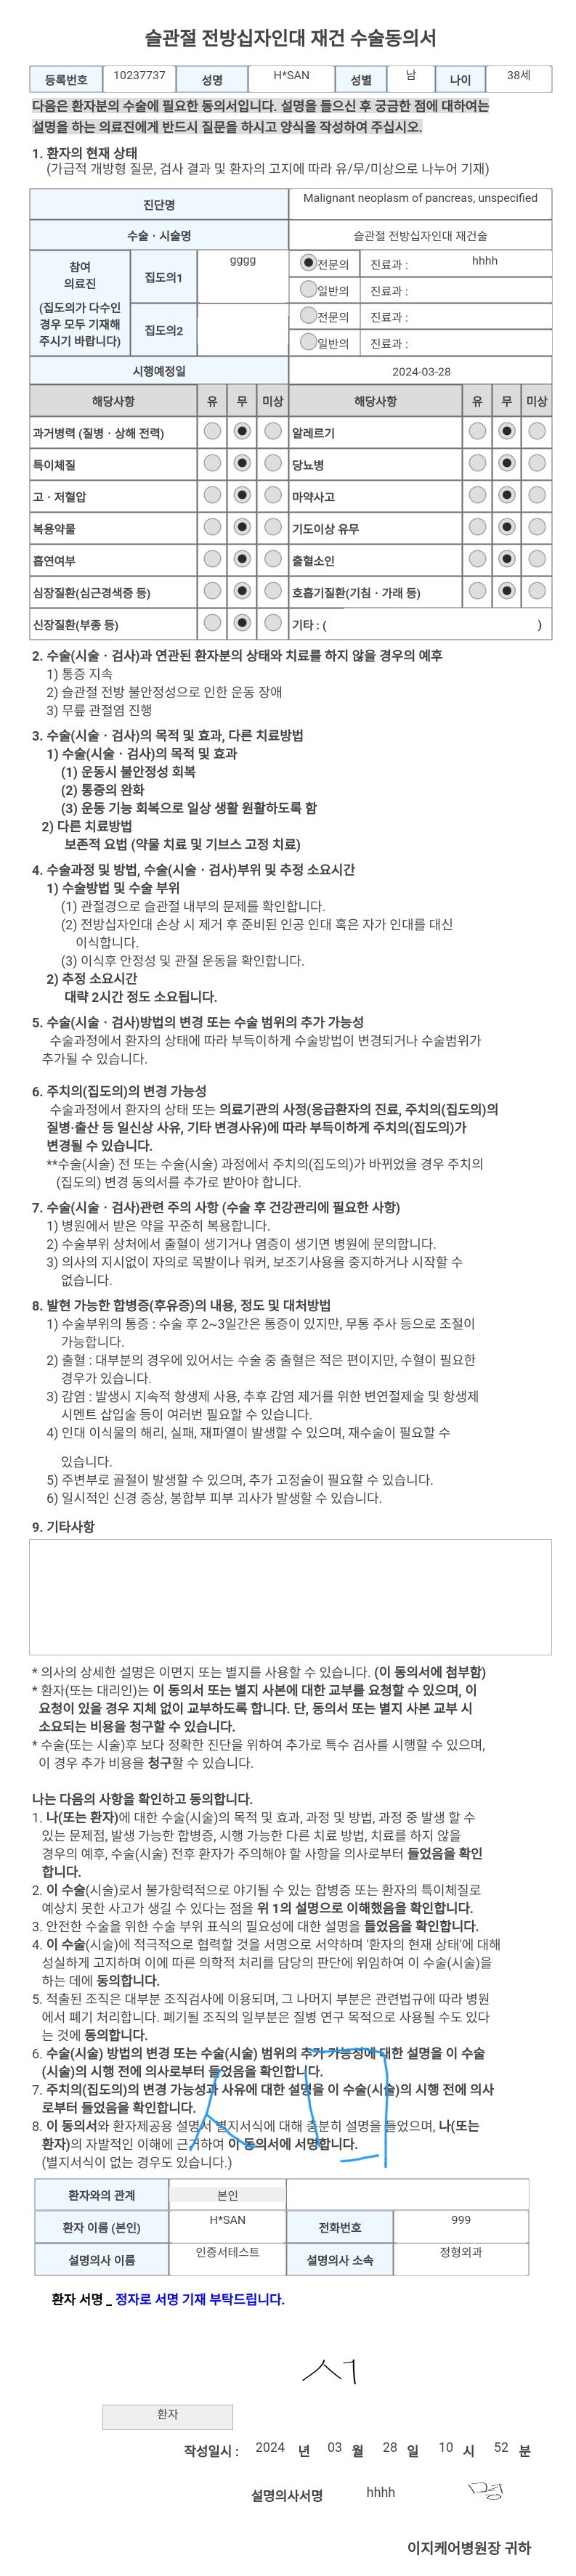 슬관절 전방십자인대 재건 수술동의서
등록번호 10237737 성명 H*SAN 성별 남 나이 38세
다음은 환자분의 수술에 필요한 동의서입니다. 설명을 들으신 후 궁금한 점에 대하여는
설명을 하는 의료진에게 반드시 질문을 하시고 양식을 작성하여 주십시오.
1. 환자의 현재 상태
(가급적 개방형 질문, 검사 결과 및 환자의 고지에 따라 유/무/미상으로 나누어 기재)
진단명 Malignant neoplasm of pancreas, unspecified
수술ㆍ시술명 슬관절 전방십자인대 재건술
참여
의료진
(집도의가 다수인
경우 모두 기재해
주시기 바랍니다)
집도의1 gggg 전문의 진료과 : hhhh
일반의 진료과 :
집도의2 전문의 진료과 :
일반의 진료과 :
시행예정일 2024-03-28
해당사항 유 무 미상 해당사항 유 무 미상
과거병력 (질병ㆍ상해 전력) 알레르기
특이체질 당뇨병
고ㆍ저혈압 마약사고
복용약물 기도이상 유무
흡연여부 출혈소인
심장질환(심근경색증 등) 호흡기질환(기침ㆍ가래 등)
신장질환(부종 등) 기타 : ( )
2. 수술(시술ㆍ검사)과 연관된 환자분의 상태와 치료를 하지 않을 경우의 예후
1) 통증 지속
2) 슬관절 전방 불안정성으로 인한 운동 장애
3) 무릎 관절염 진행
3. 수술(시술ㆍ검사)의 목적 및 효과, 다른 치료방법
1) 수술(시술ㆍ검사)의 목적 및 효과
(1) 운동시 불안정성 회복
(2) 통증의 완화
(3) 운동 기능 회복으로 일상 생활 원활하도록 함
2) 다른 치료방법
보존적 요법 (약물 치료 및 기브스 고정 치료)
4. 수술과정 및 방법, 수술(시술ㆍ검사)부위 및 추정 소요시간
1) 수술방법 및 수술 부위
(1) 관절경으로 슬관절 내부의 문제를 확인합니다.
(2) 전방십자인대 손상 시 제거 후 준비된 인공 인대 혹은 자가 인대를 대신
이식합니다.
(3) 이식후 안정성 및 관절 운동을 확인합니다.
2) 추정 소요시간
대략 2시간 정도 소요됩니다.
5. 수술(시술ㆍ검사)방법의 변경 또는 수술 범위의 추가 가능성
수술과정에서 환자의 상태에 따라 부득이하게 수술방법이 변경되거나 수술범위가
추가될 수 있습니다.
6. 주치의(집도의)의 변경 가능성
수술과정에서 환자의 상태 또는 의료기관의 사정(응급환자의 진료, 주치의(집도의)의
질병·출산 등 일신상 사유, 기타 변경사유)에 따라 부득이하게 주치의(집도의)가
변경될 수 있습니다.
**수술(시술) 전 또는 수술(시술) 과정에서 주치의(집도의)가 바뀌었을 경우 주치의
(집도의) 변경 동의서를 추가로 받아야 합니다.
7. 수술(시술ㆍ검사)관련 주의 사항 (수술 후 건강관리에 필요한 사항)
1) 병원에서 받은 약을 꾸준히 복용합니다.
2) 수술부위 상처에서 출혈이 생기거나 염증이 생기면 병원에 문의합니다.
3) 의사의 지시없이 자의로 목발이나 워커, 보조기사용을 중지하거나 시작할 수
없습니다.
8. 발현 가능한 합병증(후유증)의 내용, 정도 및 대처방법
1) 수술부위의 통증 : 수술 후 2~3일간은 통증이 있지만, 무통 주사 등으로 조절이
가능합니다.
2) 출혈 : 대부분의 경우에 있어서는 수술 중 출혈은 적은 편이지만, 수혈이 필요한
경우가 있습니다.
3) 감염 : 발생시 지속적 항생제 사용, 추후 감염 제거를 위한 변연절제술 및 항생제
시멘트 삽입술 등이 여러번 필요할 수 있습니다.
4) 인대 이식물의 해리, 실패, 재파열이 발생할 수 있으며, 재수술이 필요할 수
있습니다.
5) 주변부로 골절이 발생할 수 있으며, 추가 고정술이 필요할 수 있습니다.
6) 일시적인 신경 증상, 봉합부 피부 괴사가 발생할 수 있습니다.
9. 기타사항
* 의사의 상세한 설명은 이면지 또는 별지를 사용할 수 있습니다. (이 동의서에 첨부함)
* 환자(또는 대리인)는 이 동의서 또는 별지 사본에 대한 교부를 요청할 수 있으며, 이
요청이 있을 경우 지체 없이 교부하도록 합니다. 단, 동의서 또는 별지 사본 교부 시
소요되는 비용을 청구할 수 있습니다.
* 수술(또는 시술)후 보다 정확한 진단을 위하여 추가로 특수 검사를 시행할 수 있으며,
이 경우 추가 비용을 청구할 수 있습니다.
나는 다음의 사항을 확인하고 동의합니다.
1. 나(또는 환자)에 대한 수술(시술)의 목적 및 효과, 과정 및 방법, 과정 중 발생 할 수
있는 문제점, 발생 가능한 합병증, 시행 가능한 다른 치료 방법, 치료를 하지 않을
경우의 예후, 수술(시술) 전후 환자가 주의해야 할 사항을 의사로부터 들었음을 확인
합니다.
2. 이 수술(시술)로서 불가항력적으로 야기될 수 있는 합병증 또는 환자의 특이체질로
예상치 못한 사고가 생길 수 있다는 점을 위 1의 설명으로 이해했음을 확인합니다.
3. 안전한 수술을 위한 수술 부위 표식의 필요성에 대한 설명을 들었음을 확인합니다.
4. 이 수술(시술)에 적극적으로 협력할 것을 서명으로 서약하며 '환자의 현재 상태'에 대해
성실하게 고지하며 이에 따른 의학적 처리를 담당의 판단에 위임하여 이 수술(시술)을
하는 데에 동의합니다.
5. 적출된 조직은 대부분 조직검사에 이용되며, 그 나머지 부분은 관련법규에 따라 병원
에서 폐기 처리합니다. 폐기될 조직의 일부분은 질병 연구 목적으로 사용될 수도 있다
는 것에 동의합니다.
6. 수술(시술) 방법의 변경 또는 수술(시술) 범위의 추가 가능성에 대한 설명을 이 수술
(시술)의 시행 전에 의사로부터 들었음을 확인합니다.
7. 주치의(집도의)의 변경 가능성과 사유에 대한 설명을 이 수술(시술)의 시행 전에 의사
로부터 들었음을 확인합니다.
8. 이 동의서와 환자제공용 설명서 별지서식에 대해 충분히 설명을 들었으며, 나(또는
환자)의 자발적인 이해에 근거하여 이 동의서에 서명합니다.
(별지서식이 없는 경우도 있습니다.)
환자와의 관계 본인
환자 이름 (본인) H*SAN 전화번호 999
설명의사 이름 인증서테스트 설명의사 소속 정형외과
환자 서명 _ 정자로 서명 기재 부탁드립니다.
환자
작성일시 : 2024 년 03 월 28 일 10 시 52 분
설명의사서명 hhhh
이지케어병원장 귀하